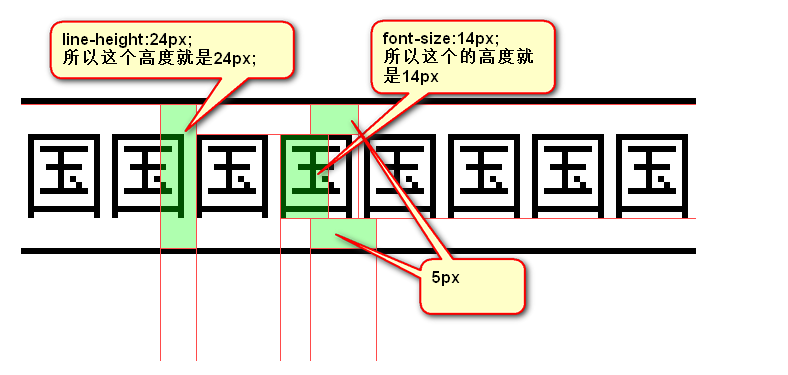 line-height:24px;
所以这个高度就是24px;
font-size:14px;
所以这个的高度就
是14px
国国国国国国国国
5px